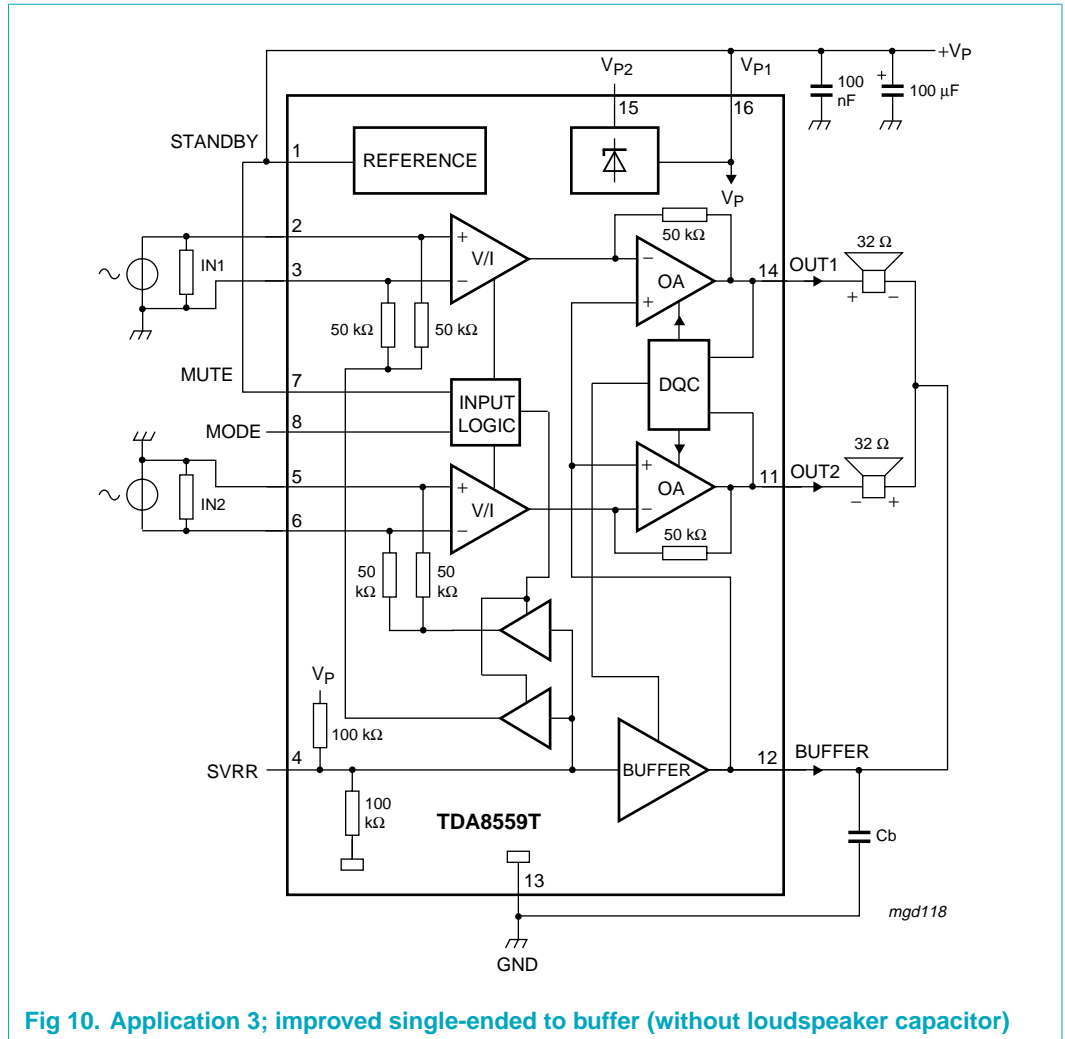 +VP
VP2
VP1
100
nF
+
100 µF
15
16
STANDBY
1
REFERENCE
VP
2
+
V/I
−
3
IN1
50 kΩ
50 kΩ
50 kΩ
−
OA
+
14
OUT1
32 Ω
+ −
MUTE
7
INPUT
LOGIC
DQC
MODE
8
5
+
V/I
−
6
IN2
50
kΩ
50
kΩ
+
OA
−
11
OUT2
32 Ω
− +
50 kΩ
VP
100 kΩ
SVRR
4
100
kΩ
BUFFER
12
BUFFER
TDA8559T
Cb
13
GND
mgd118
Fig 10. Application 3; improved single-ended to buffer (without loudspeaker capacitor)